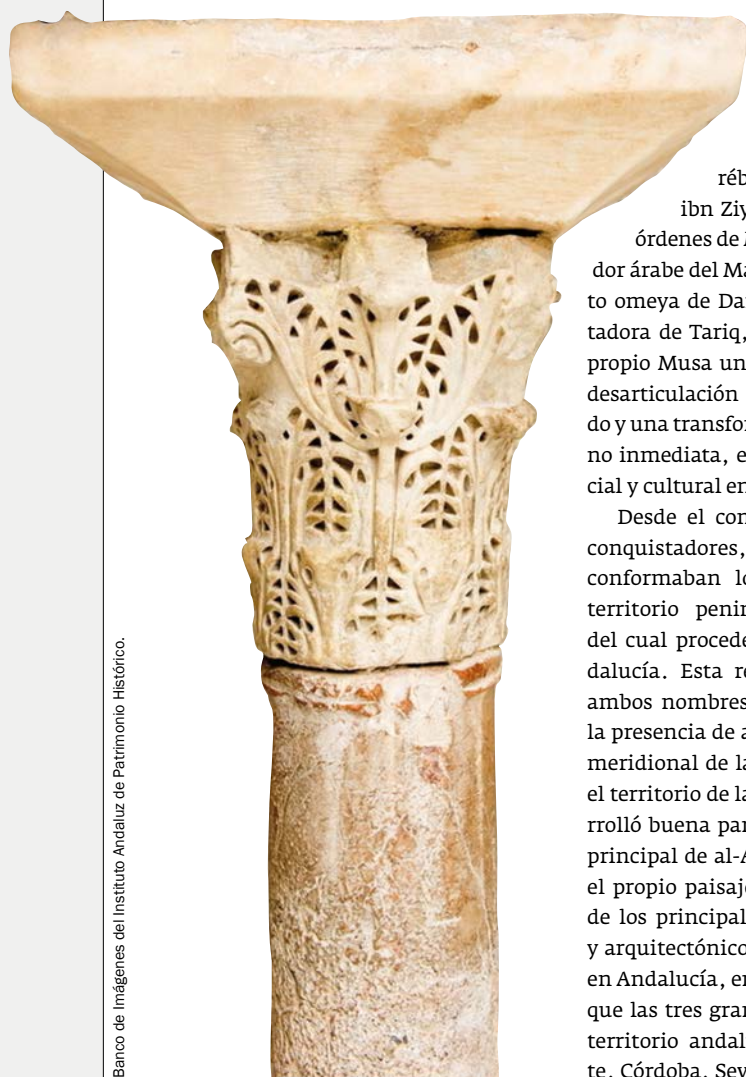 réb
ibn Ziy
órdenes de
dor árabe del Ma
to omeya de Da
tadora de Tariq,
propio Musa un
desarticulación
do y una transfor
no inmediata, e
cial y cultural en
Desde el con
conquistadores,
conformaban lo
territorio penin
del cual procede
dalucía. Esta re
ambos nombres
la presencia de a
meridional de la
el territorio de la
rrolló buena par
principal de al-A
el propio paisaje
de los principal
y arquitectónico
en Andalucía, en
que las tres gran
territorio andal
te. Córdoba. Sev
Banco de Imágenes del Instituto Andaluz de Patrimonio Histórico.